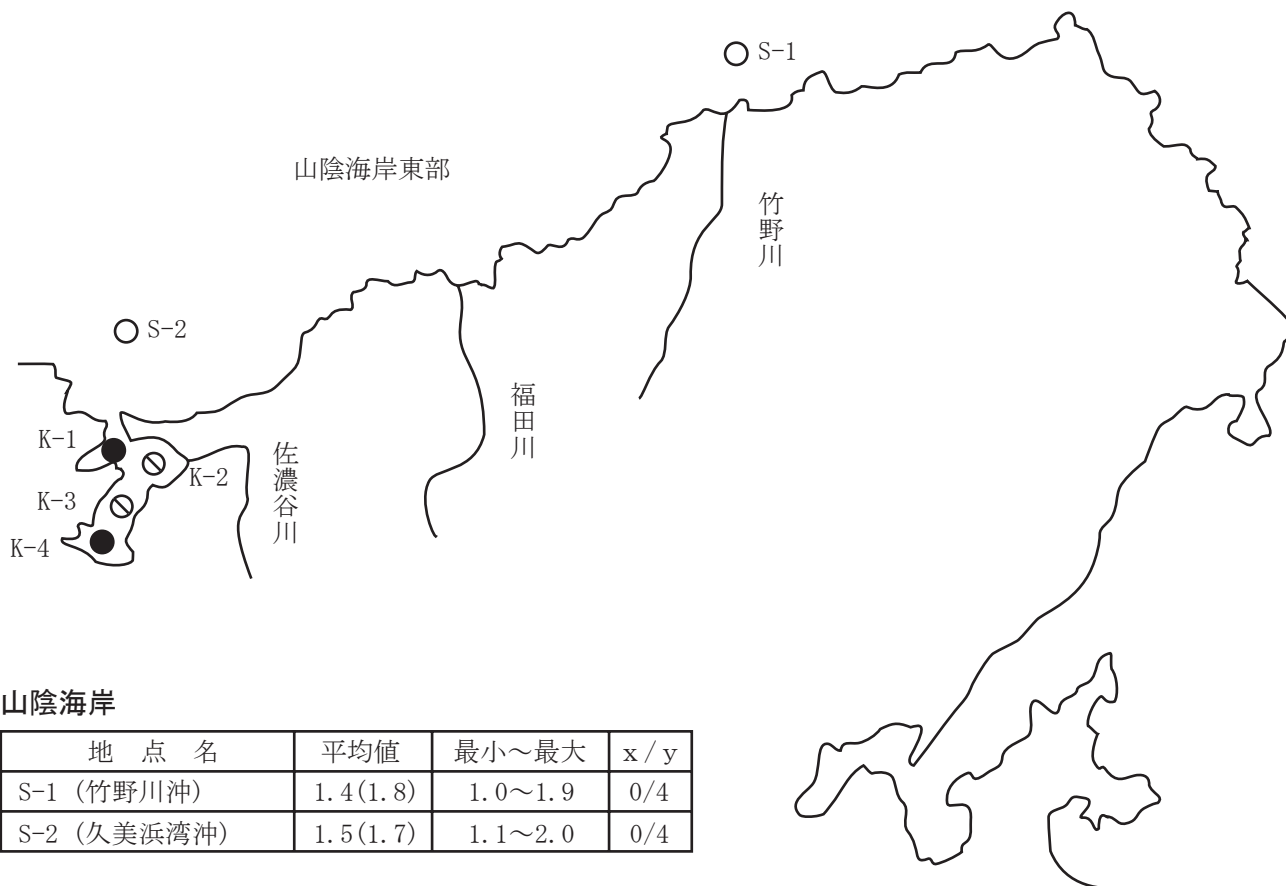 S-1
山陰海岸東部
竹野川
S-2
福田川
K-1
佐濃谷川
K-2
K-3
K-4
山陰海岸
地 点 名 平均値 最小～最大 x/y
S-1 (竹野川沖) 1.4(1.8) 1.0～1.9 0/4
S-2 (久美浜湾沖) 1.5(1.7) 1.1～2.0 0/4